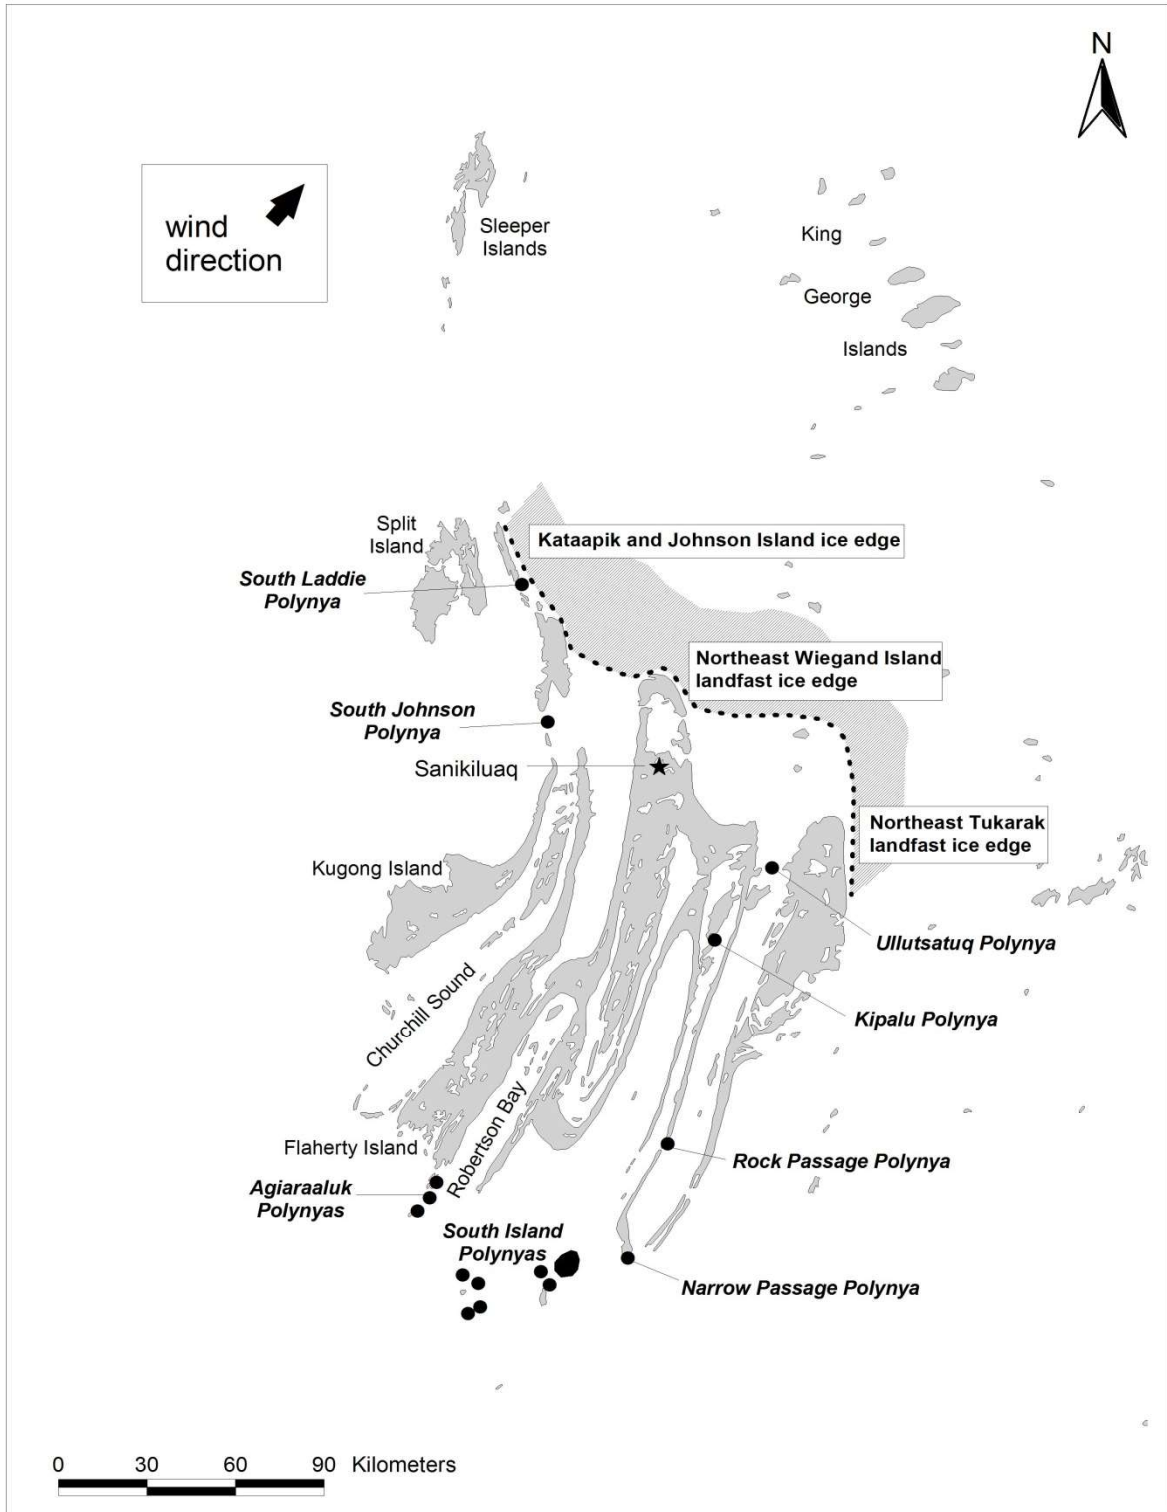 N
wind
direction
Sleeper
Islands
King
George
Islands
Split
Island
Kataapik and Johnson Island ice edge
South Laddie
Polynya
Northeast Wiegand Island
landfast ice edge
South Johnson
Polynya
Sanikiluaq
Northeast Tukarak
landfast ice edge
Kugong Island
Ullutsatuq Polynya
Churchill Sound
Kipalu Polynya
Robertson Bay
Flaherty Island
Rock Passage Polynya
Agiaraaluk
Polynyas
South Island
Polynyas
Narrow Passage Polynya
0 30 60 90 Kilometers